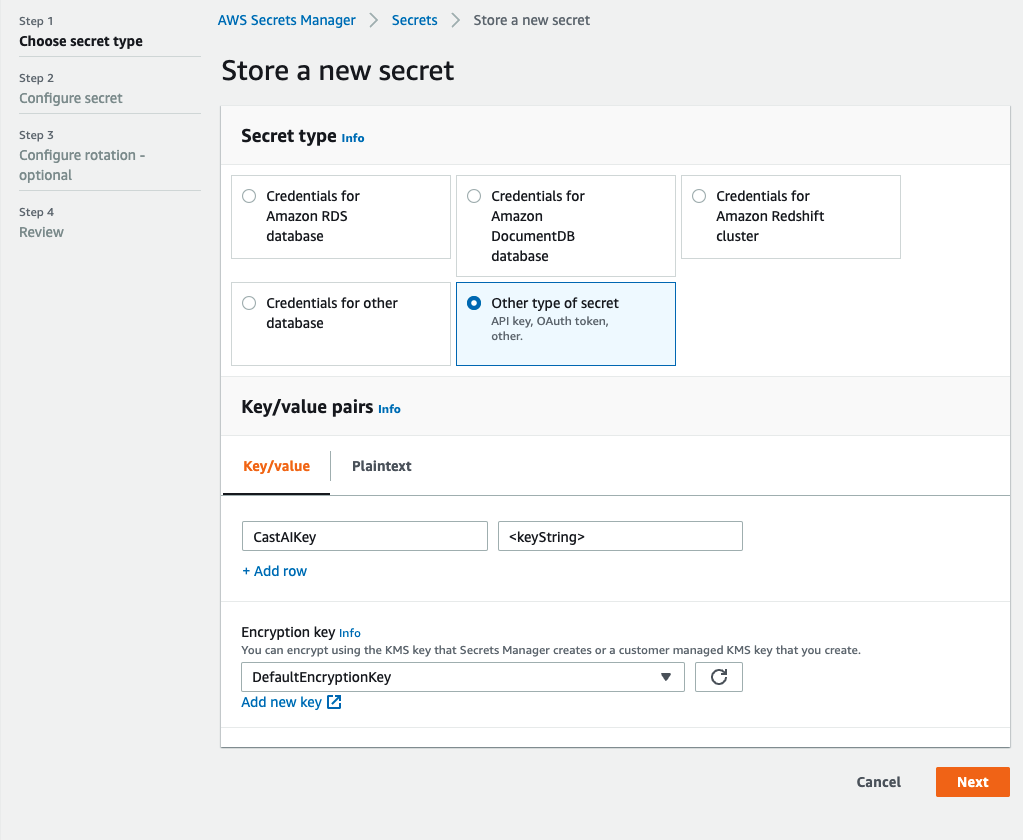 Step 1
Choose secret type
Step 2
Configure secret
Step 3
Configure rotation -
optional
Step 4
Review
AWS Secrets Manager > Secrets > Store a new secret
Store a new secret
Secret type Info
Credentials for
Amazon RDS
database
Credentials for
Amazon
DocumentDB
database
Credentials for
Amazon Redshift
cluster
Credentials for other
database
Other type of secret
API key, OAuth token,
other.
Key/value pairs Info
Key/value
Plaintext
CastAIKey
<keyString>
+ Add row
Encryption key Info
You can encrypt using the KMS key that Secrets Manager creates or a customer managed KMS key that you create.
DefaultEncryptionKey
Add new key
Cancel
Next